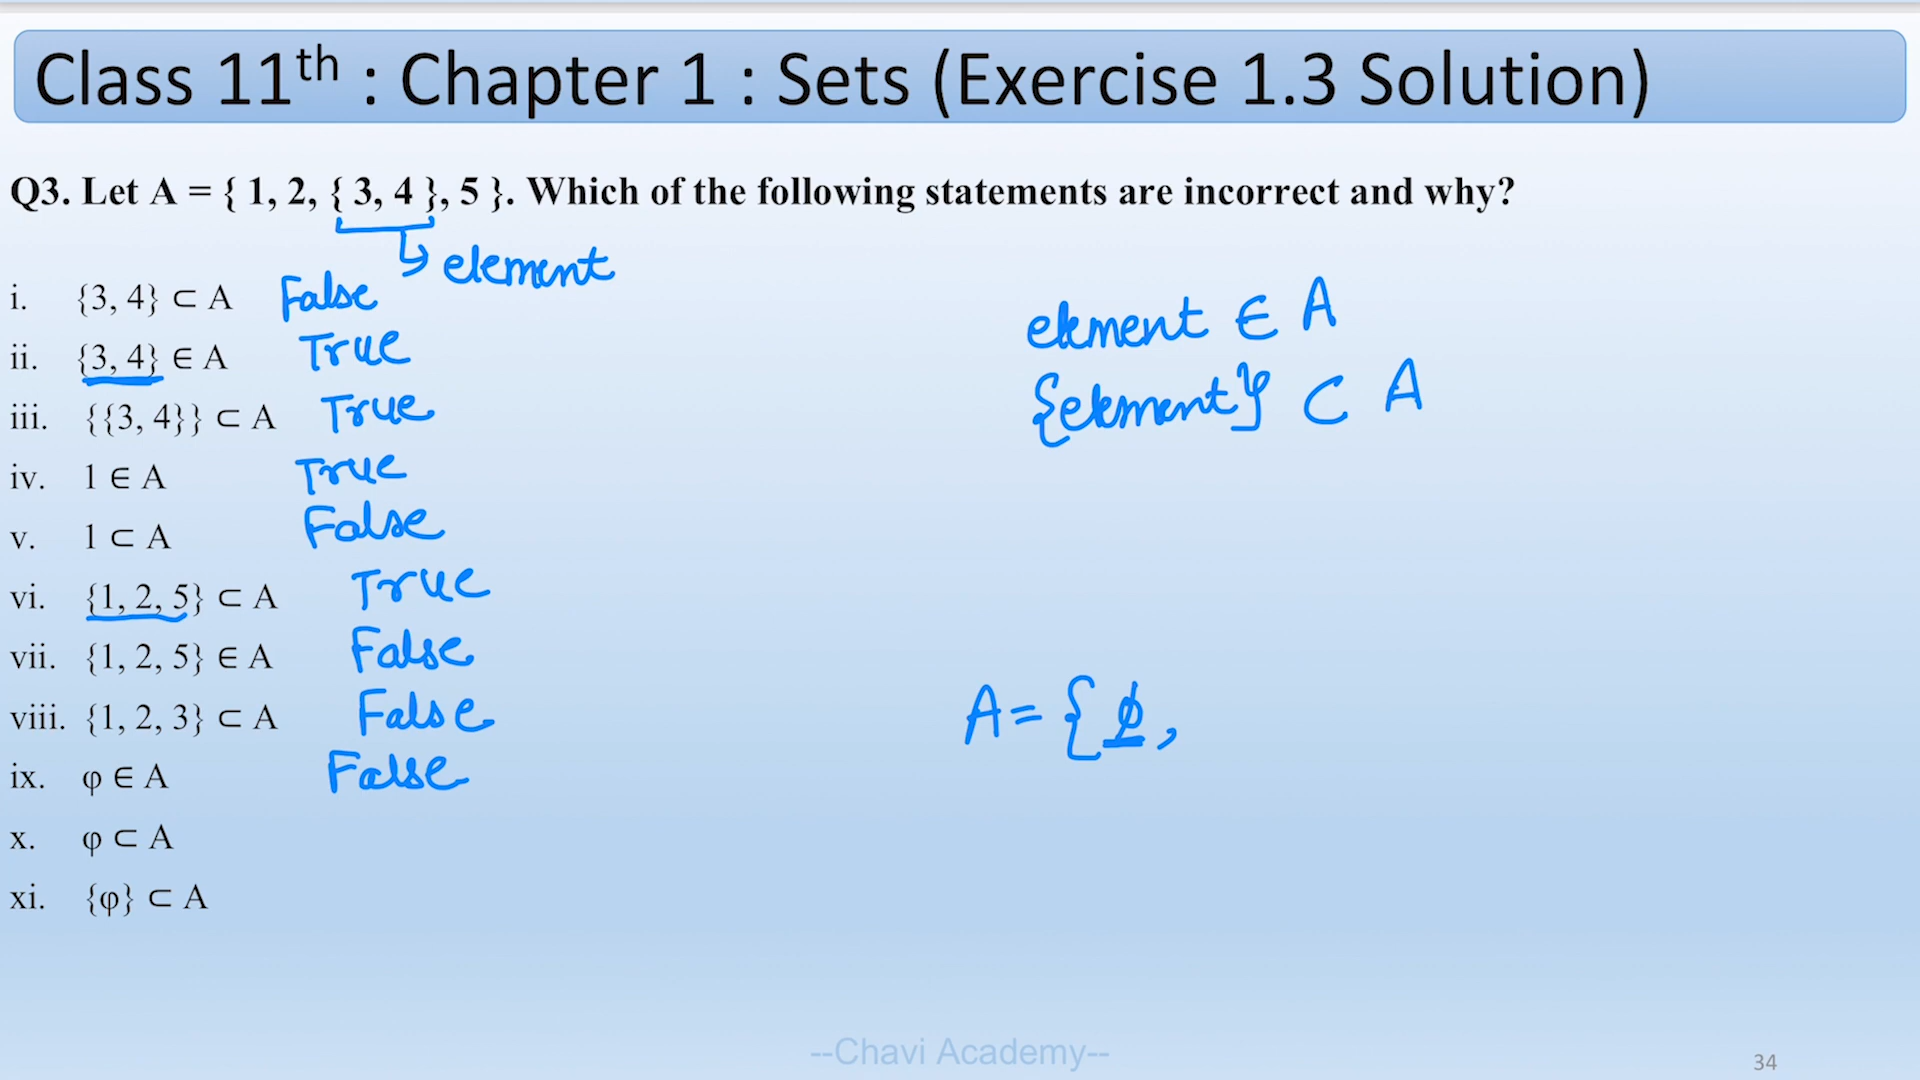 Class 11th : Chapter 1 : Sets (Exercise 1.3 Solution)
Q3. Let A = { 1, 2, { 3, 4 }, 5 }. Which of the following statements are incorrect and why?
element
i. {3, 4} ⊂ A False
ii. {3, 4} ∈ A True
iii. {{3, 4}} ⊂ A True
iv. 1 ∈ A True
v. 1 ⊂ A False
vi. {1, 2, 5} ⊂ A True
vii. {1, 2, 5} ∈ A False
viii. {1, 2, 3} ⊂ A False
ix. φ ∈ A False
x. φ ⊂ A
xi. {φ} ⊂ A
element ∈ A
{element} ⊂ A
A = { ϕ ,
--Chavi Academy--
34